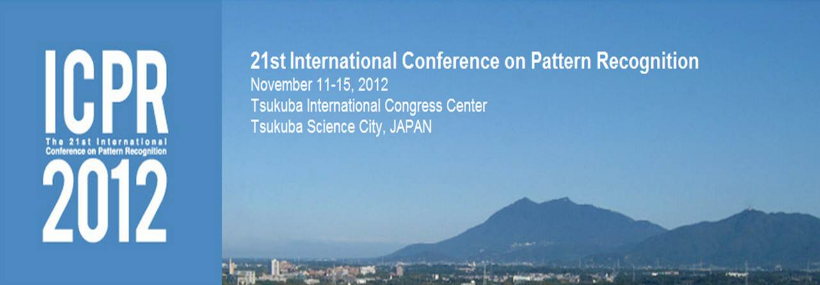 ICPR
The 21st International
Conference on Pattern Recognition
2012
21st International Conference on Pattern Recognition
November 11-15, 2012
Tsukuba International Congress Center
Tsukuba Science City, JAPAN